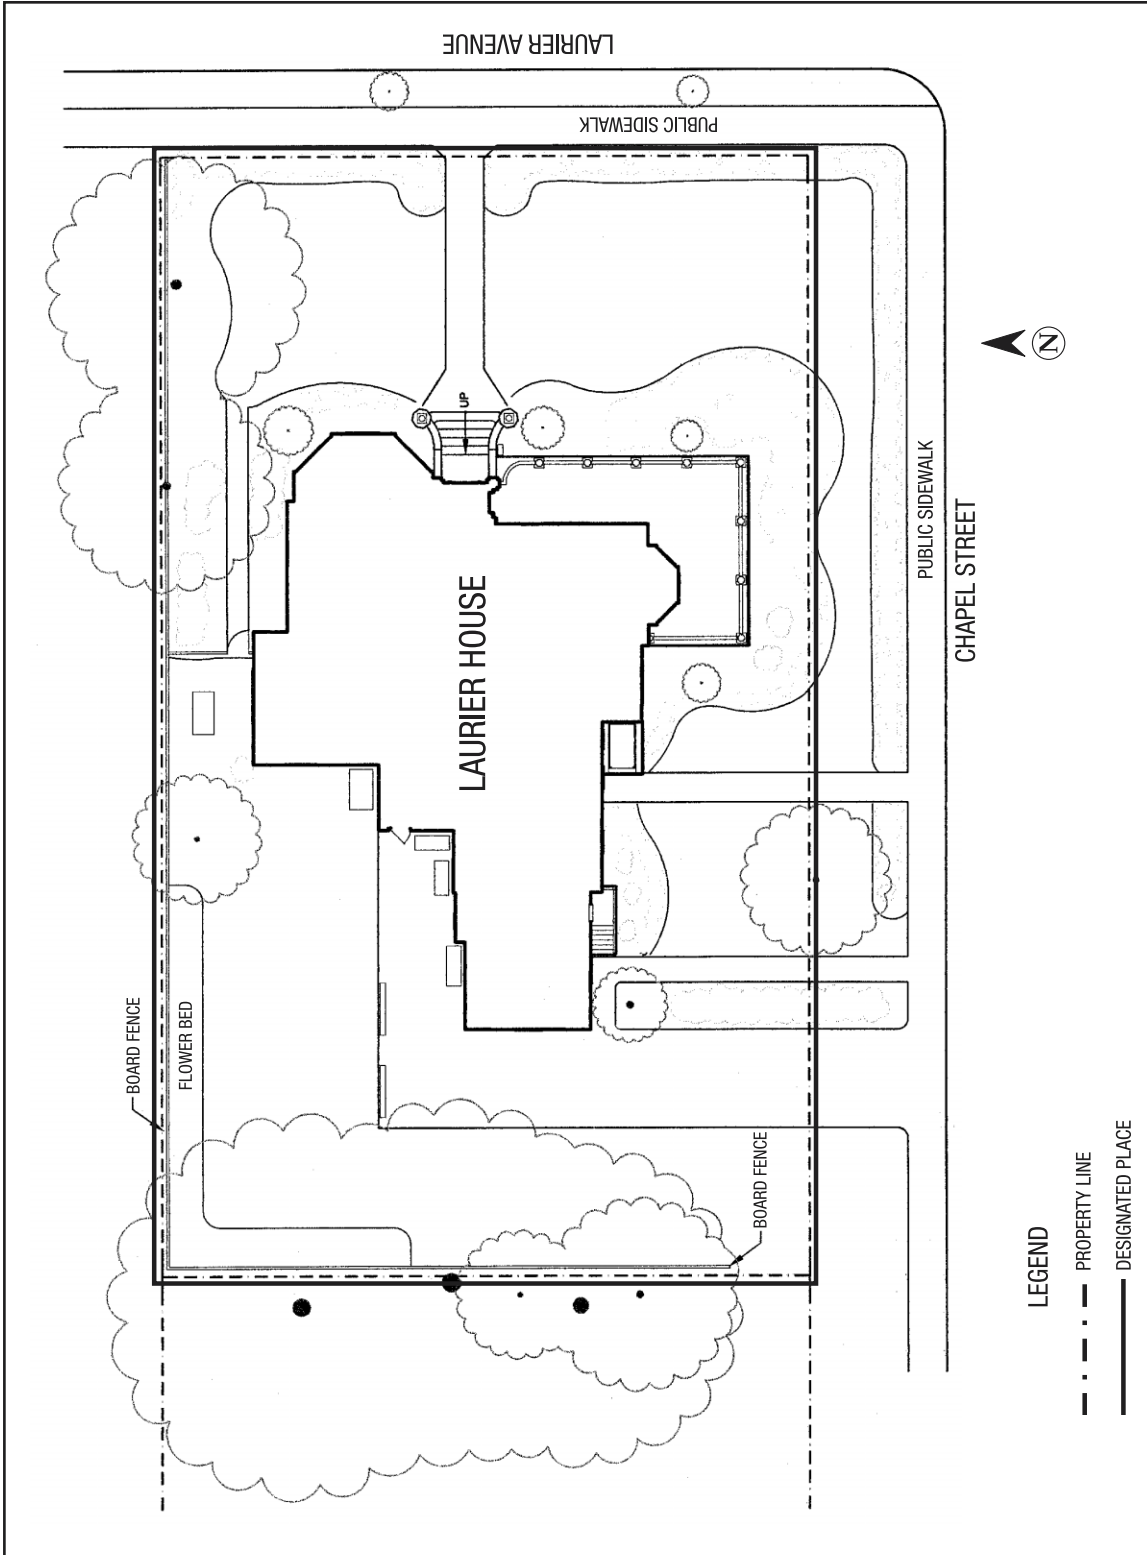 LAURIER AVENUE
PUBLIC SIDEWALK
UP
LAURIER HOUSE
N
PUBLIC SIDEWALK
CHAPEL STREET
BOARD FENCE
FLOWER BED
BOARD FENCE
LEGEND
PROPERTY LINE
DESIGNATED PLACE